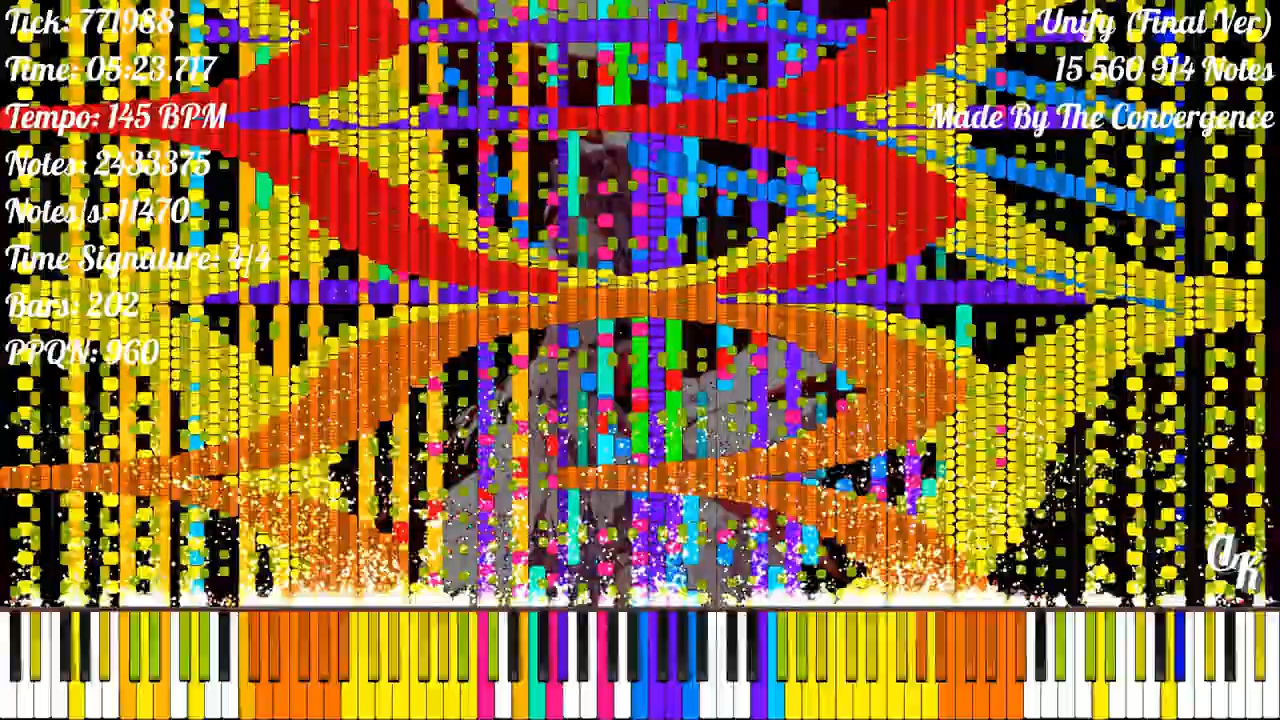 Tick: 771988
Time: 05:23.717
Tempo: 145 BPM
Notes: 2433375
Notes/s: 11470
Time Signature: 4/4
Bars: 202
PPQN: 960
Unify (Final Ver)
15 560 914 Notes
Made By The Convergence